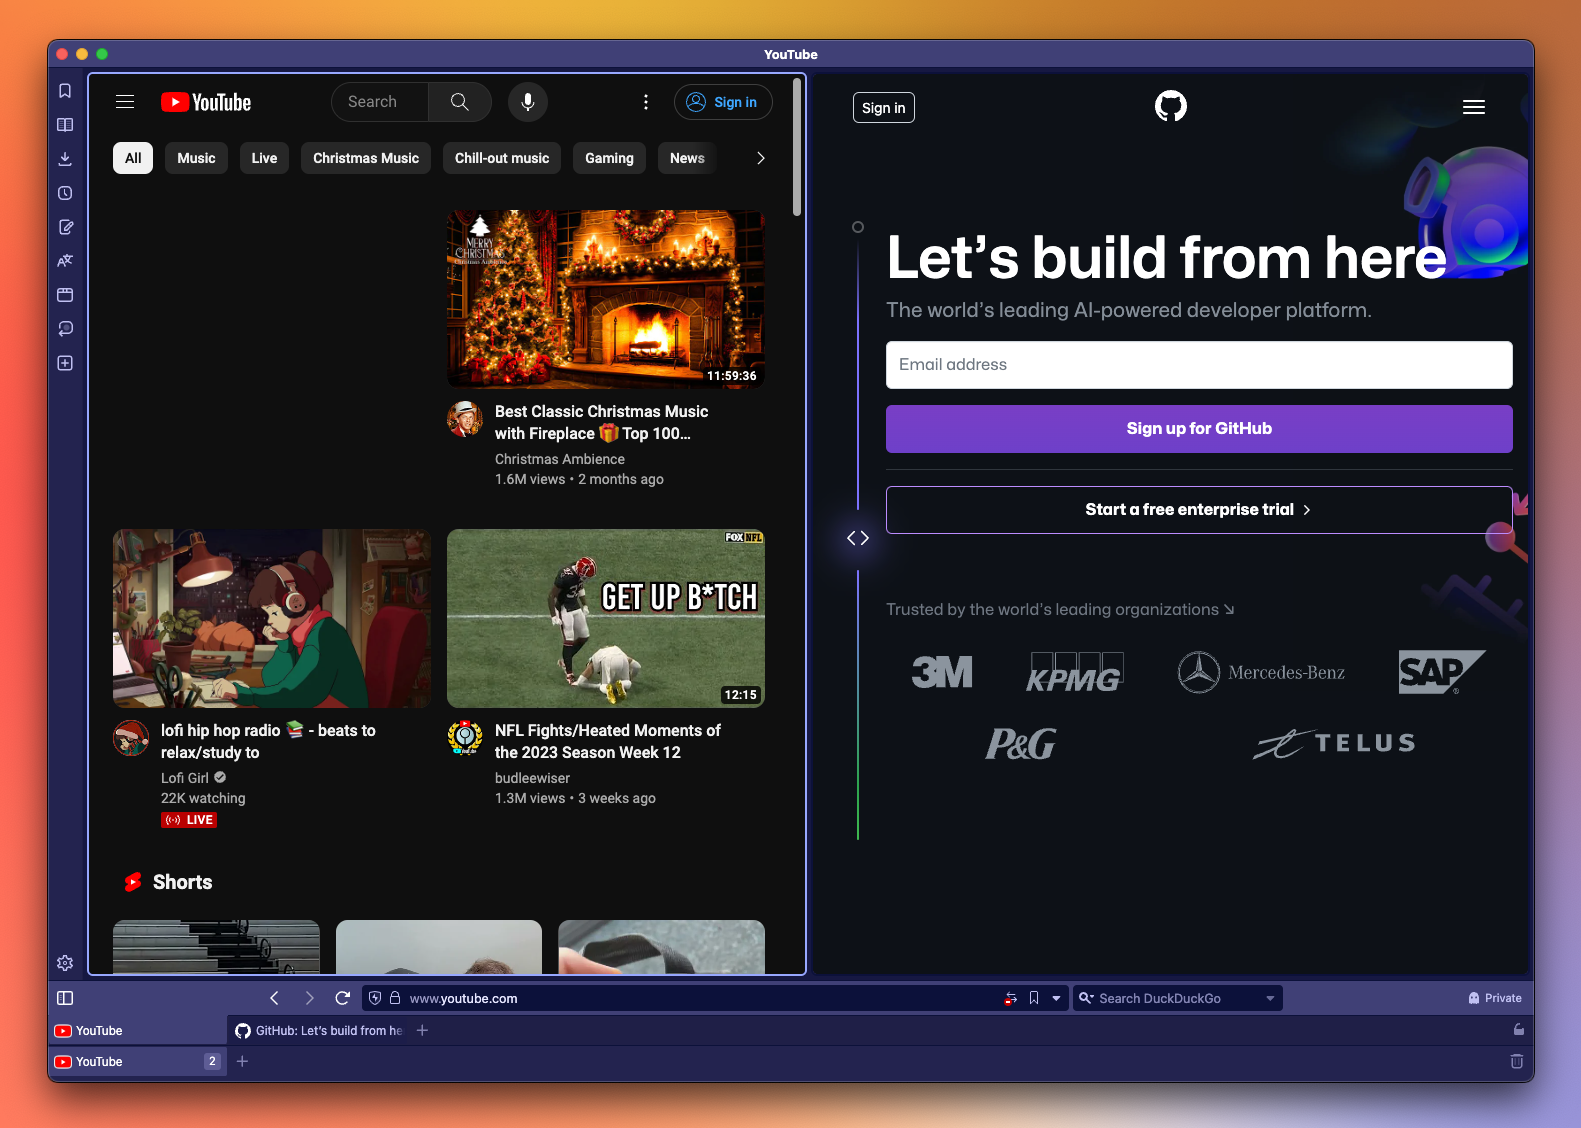 YouTube
YouTube
Search
Sign in
All
Music
Live
Christmas Music
Chill-out music
Gaming
News
MERRY
CHRISTMAS
Christmas Ambience
11:59:36
Best Classic Christmas Music
with Fireplace 🎁 Top 100...
Christmas Ambience
1.6M views • 2 months ago
FOX NFL
GET UP B*TCH
12:15
lofi hip hop radio 📚 - beats to
relax/study to
Lofi Girl
22K watching
LIVE
NFL Fights/Heated Moments of
the 2023 Season Week 12
budleewiser
1.3M views • 3 weeks ago
Shorts
Sign in
Let’s build from here
The world’s leading AI-powered developer platform.
Email address
Sign up for GitHub
Start a free enterprise trial
Trusted by the world’s leading organizations ↘
3M
KPMG
Mercedes-Benz
SAP
P&G
TELUS
www.youtube.com
Search DuckDuckGo
Private
YouTube
GitHub: Let’s build from he
YouTube
2